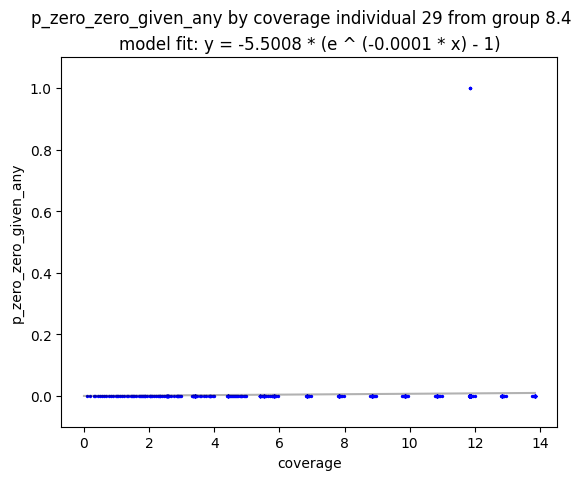 p_zero_zero_given_any by coverage individual 29 from group 8.4
model fit: y = -5.5008 * (e ^ (-0.0001 * x) - 1)
1.0
0.8
0.6
0.4
0.2
0.0
p_zero_zero_given_any
0 2 4 6 8 10 12 14
coverage